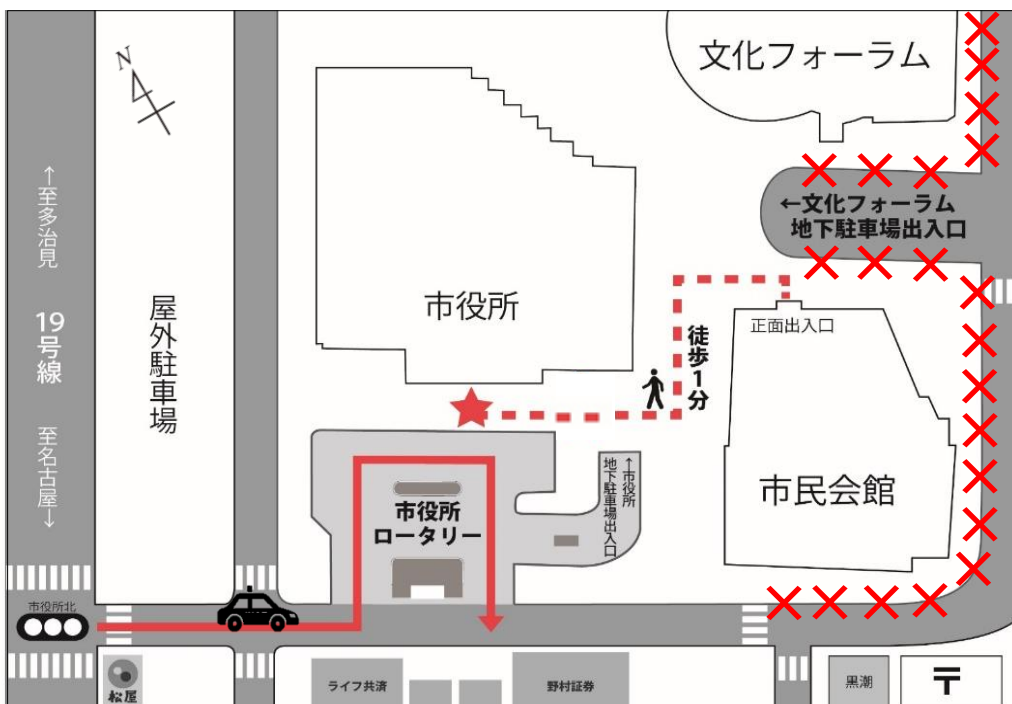 文化フォーラム
N
←文化フォーラム
地下駐車場出入口
↑至多治見
19号線
至名古屋↓
屋外駐車場
市役所
正面出入口
徒歩1分
市民会館
↑市役所
地下駐車場出入口
市役所
ロータリー
市役所北
松屋
ライフ共済
野村証券
黒潮
〒